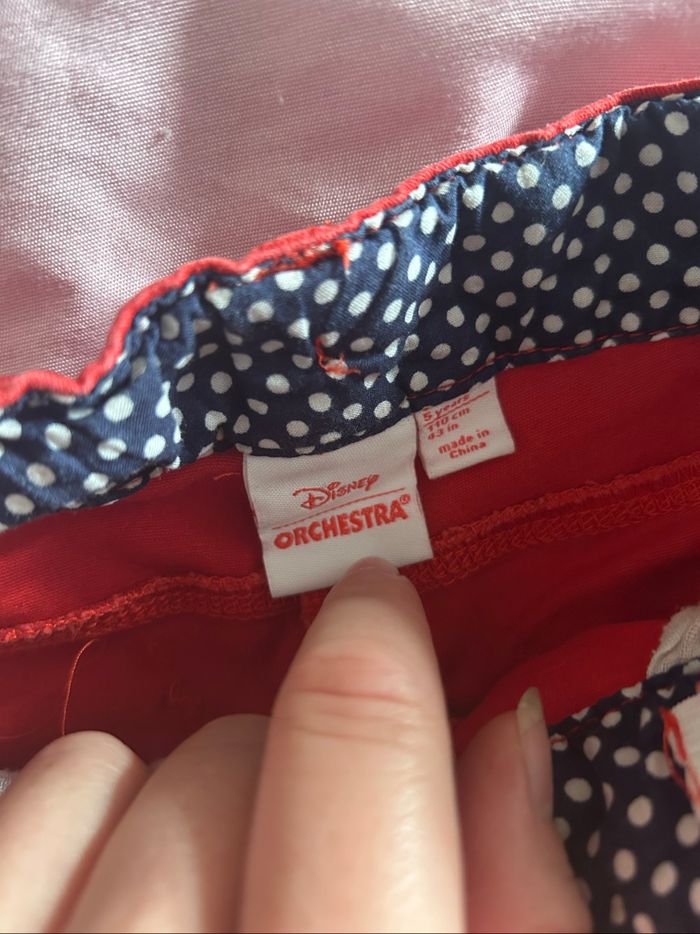 Disney
ORCHESTRA®
5 years
110 cm
43 in
made in
China